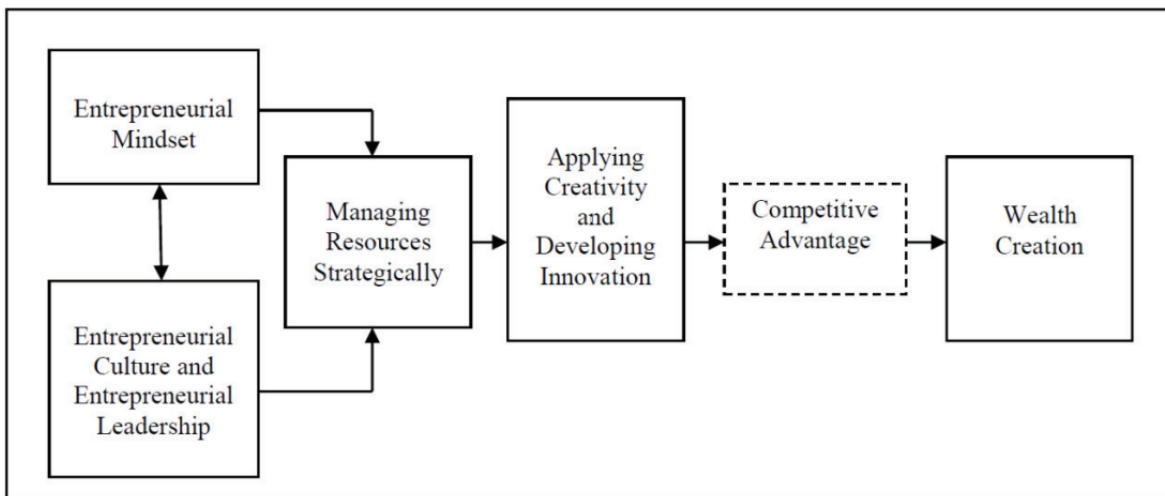 Entrepreneurial
Mindset
Entrepreneurial
Culture and
Entrepreneurial
Leadership
Managing
Resources
Strategically
Applying
Creativity
and
Developing
Innovation
Competitive
Advantage
Wealth
Creation